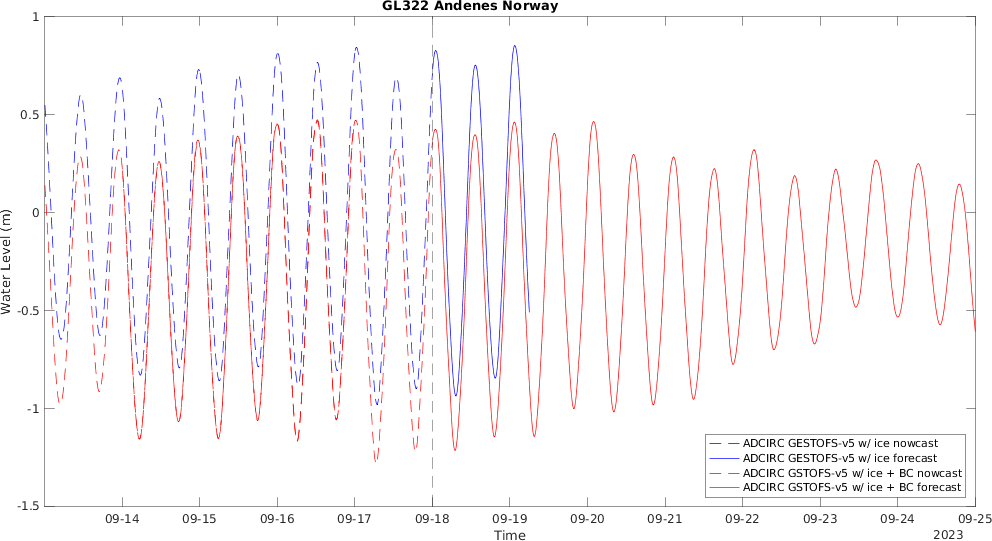 GL322 Andenes Norway
1
0.5
0
-0.5
-1
-1.5
Water Level (m)
ADCIRC GESTOFS-v5 w/ ice nowcast
ADCIRC GESTOFS-v5 w/ ice forecast
ADCIRC GSTOFS-v5 w/ ice + BC nowcast
ADCIRC GSTOFS-v5 w/ ice + BC forecast
09-14 09-15 09-16 09-17 09-18 09-19 09-20 09-21 09-22 09-23 09-24 09-25
Time
2023